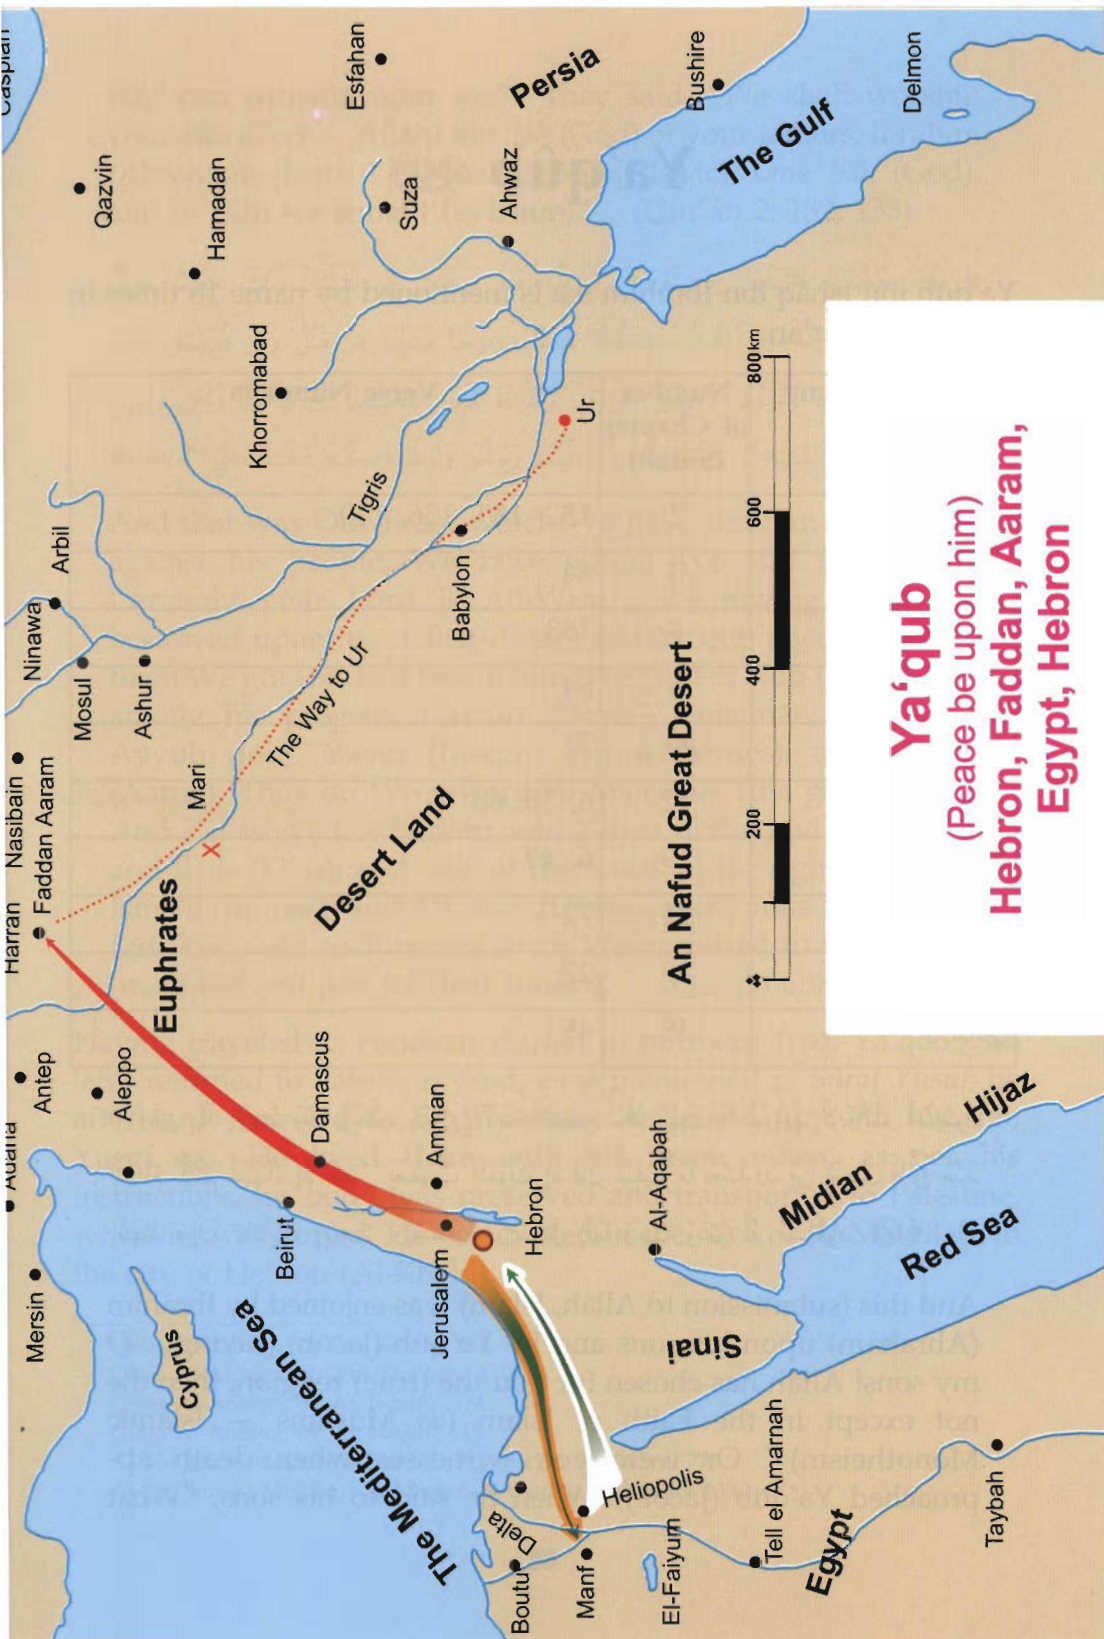 Mersin
Adana
Antep
Harran
Nasibain
Faddan Aaram
Ninawa
Mosul
Arbil
Ashur
Qazvin
Caspian
Hamadan
Aleppo
Cyprus
Euphrates
Mari
The Way to Ur
Khorromabad
Tigris
Esfahan
Suza
The Mediterranean Sea
Beirut
Damascus
Desert Land
Babylon
Ahwaz
Persia
Jerusalem
Amman
Hebron
Ur
Boutu
Delta
Manf
Heliopolis
El-Faiyum
Sinai
Al-Aqabah
An Nafud Great Desert
200
400
600
800km
Bushire
The Gulf
Delmon
Tell el Amarnah
Egypt
Taybah
Midian
Red Sea
Hijaz
Ya‘qub
(Peace be upon him)
Hebron, Faddan, Aaram,
Egypt, Hebron